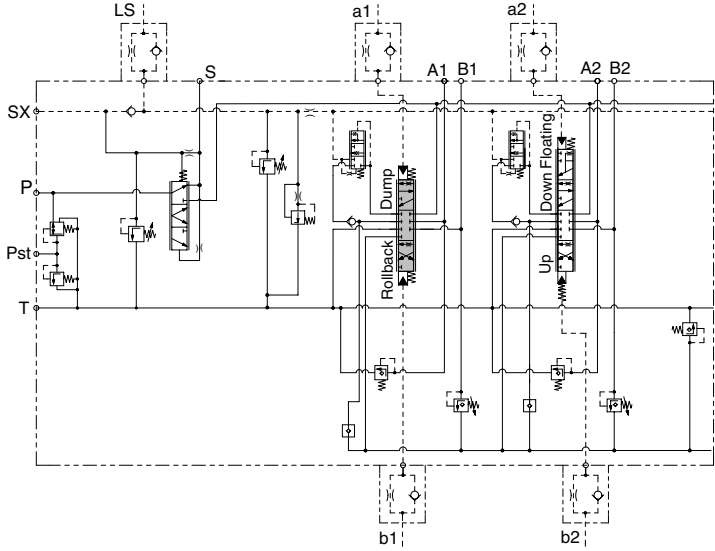 LS
a1
a2
S
A1 B1
A2 B2
SX
P
Pst
T
Dump
Rollback
Down Floating
Up
b1
b2